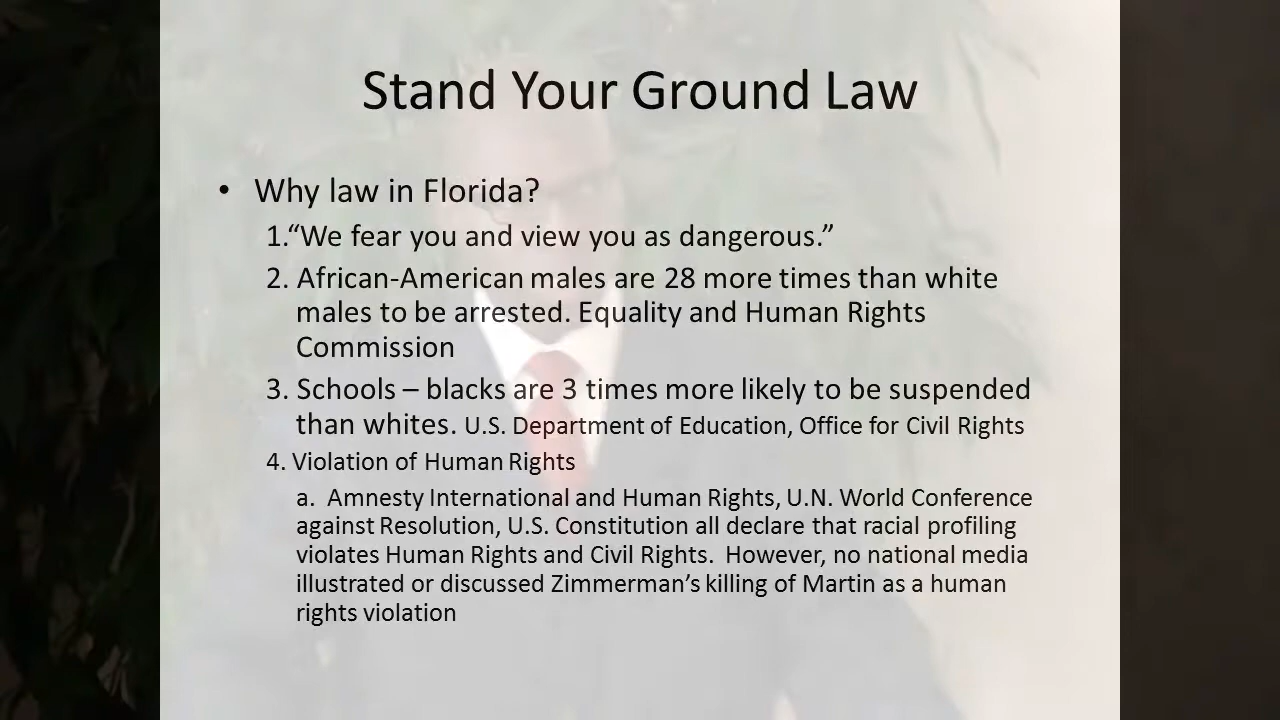 Stand Your Ground Law
• Why law in Florida?
1.“We fear you and view you as dangerous.”
2. African-American males are 28 more times than white
males to be arrested. Equality and Human Rights
Commission
3. Schools – blacks are 3 times more likely to be suspended
than whites. U.S. Department of Education, Office for Civil Rights
4. Violation of Human Rights
a. Amnesty International and Human Rights, U.N. World Conference
against Resolution, U.S. Constitution all declare that racial profiling
violates Human Rights and Civil Rights. However, no national media
illustrated or discussed Zimmerman’s killing of Martin as a human
rights violation